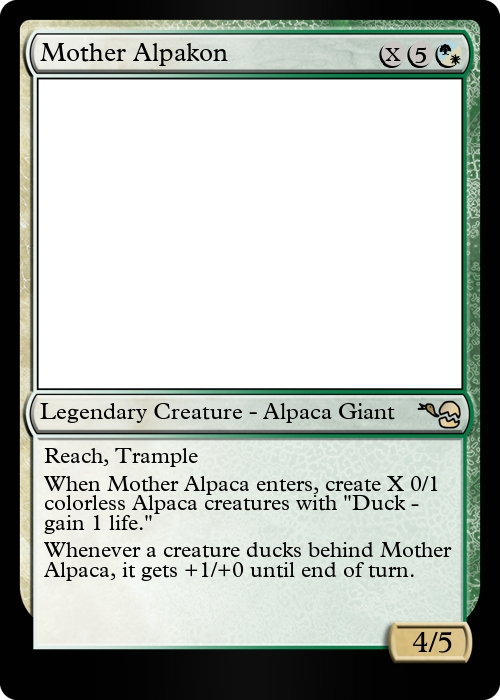 Mother Alpakon X 5
Legendary Creature - Alpaca Giant
Reach, Trample
When Mother Alpaca enters, create X 0/1
colorless Alpaca creatures with "Duck -
gain 1 life."
Whenever a creature ducks behind Mother
Alpaca, it gets +1/+0 until end of turn.
4/5